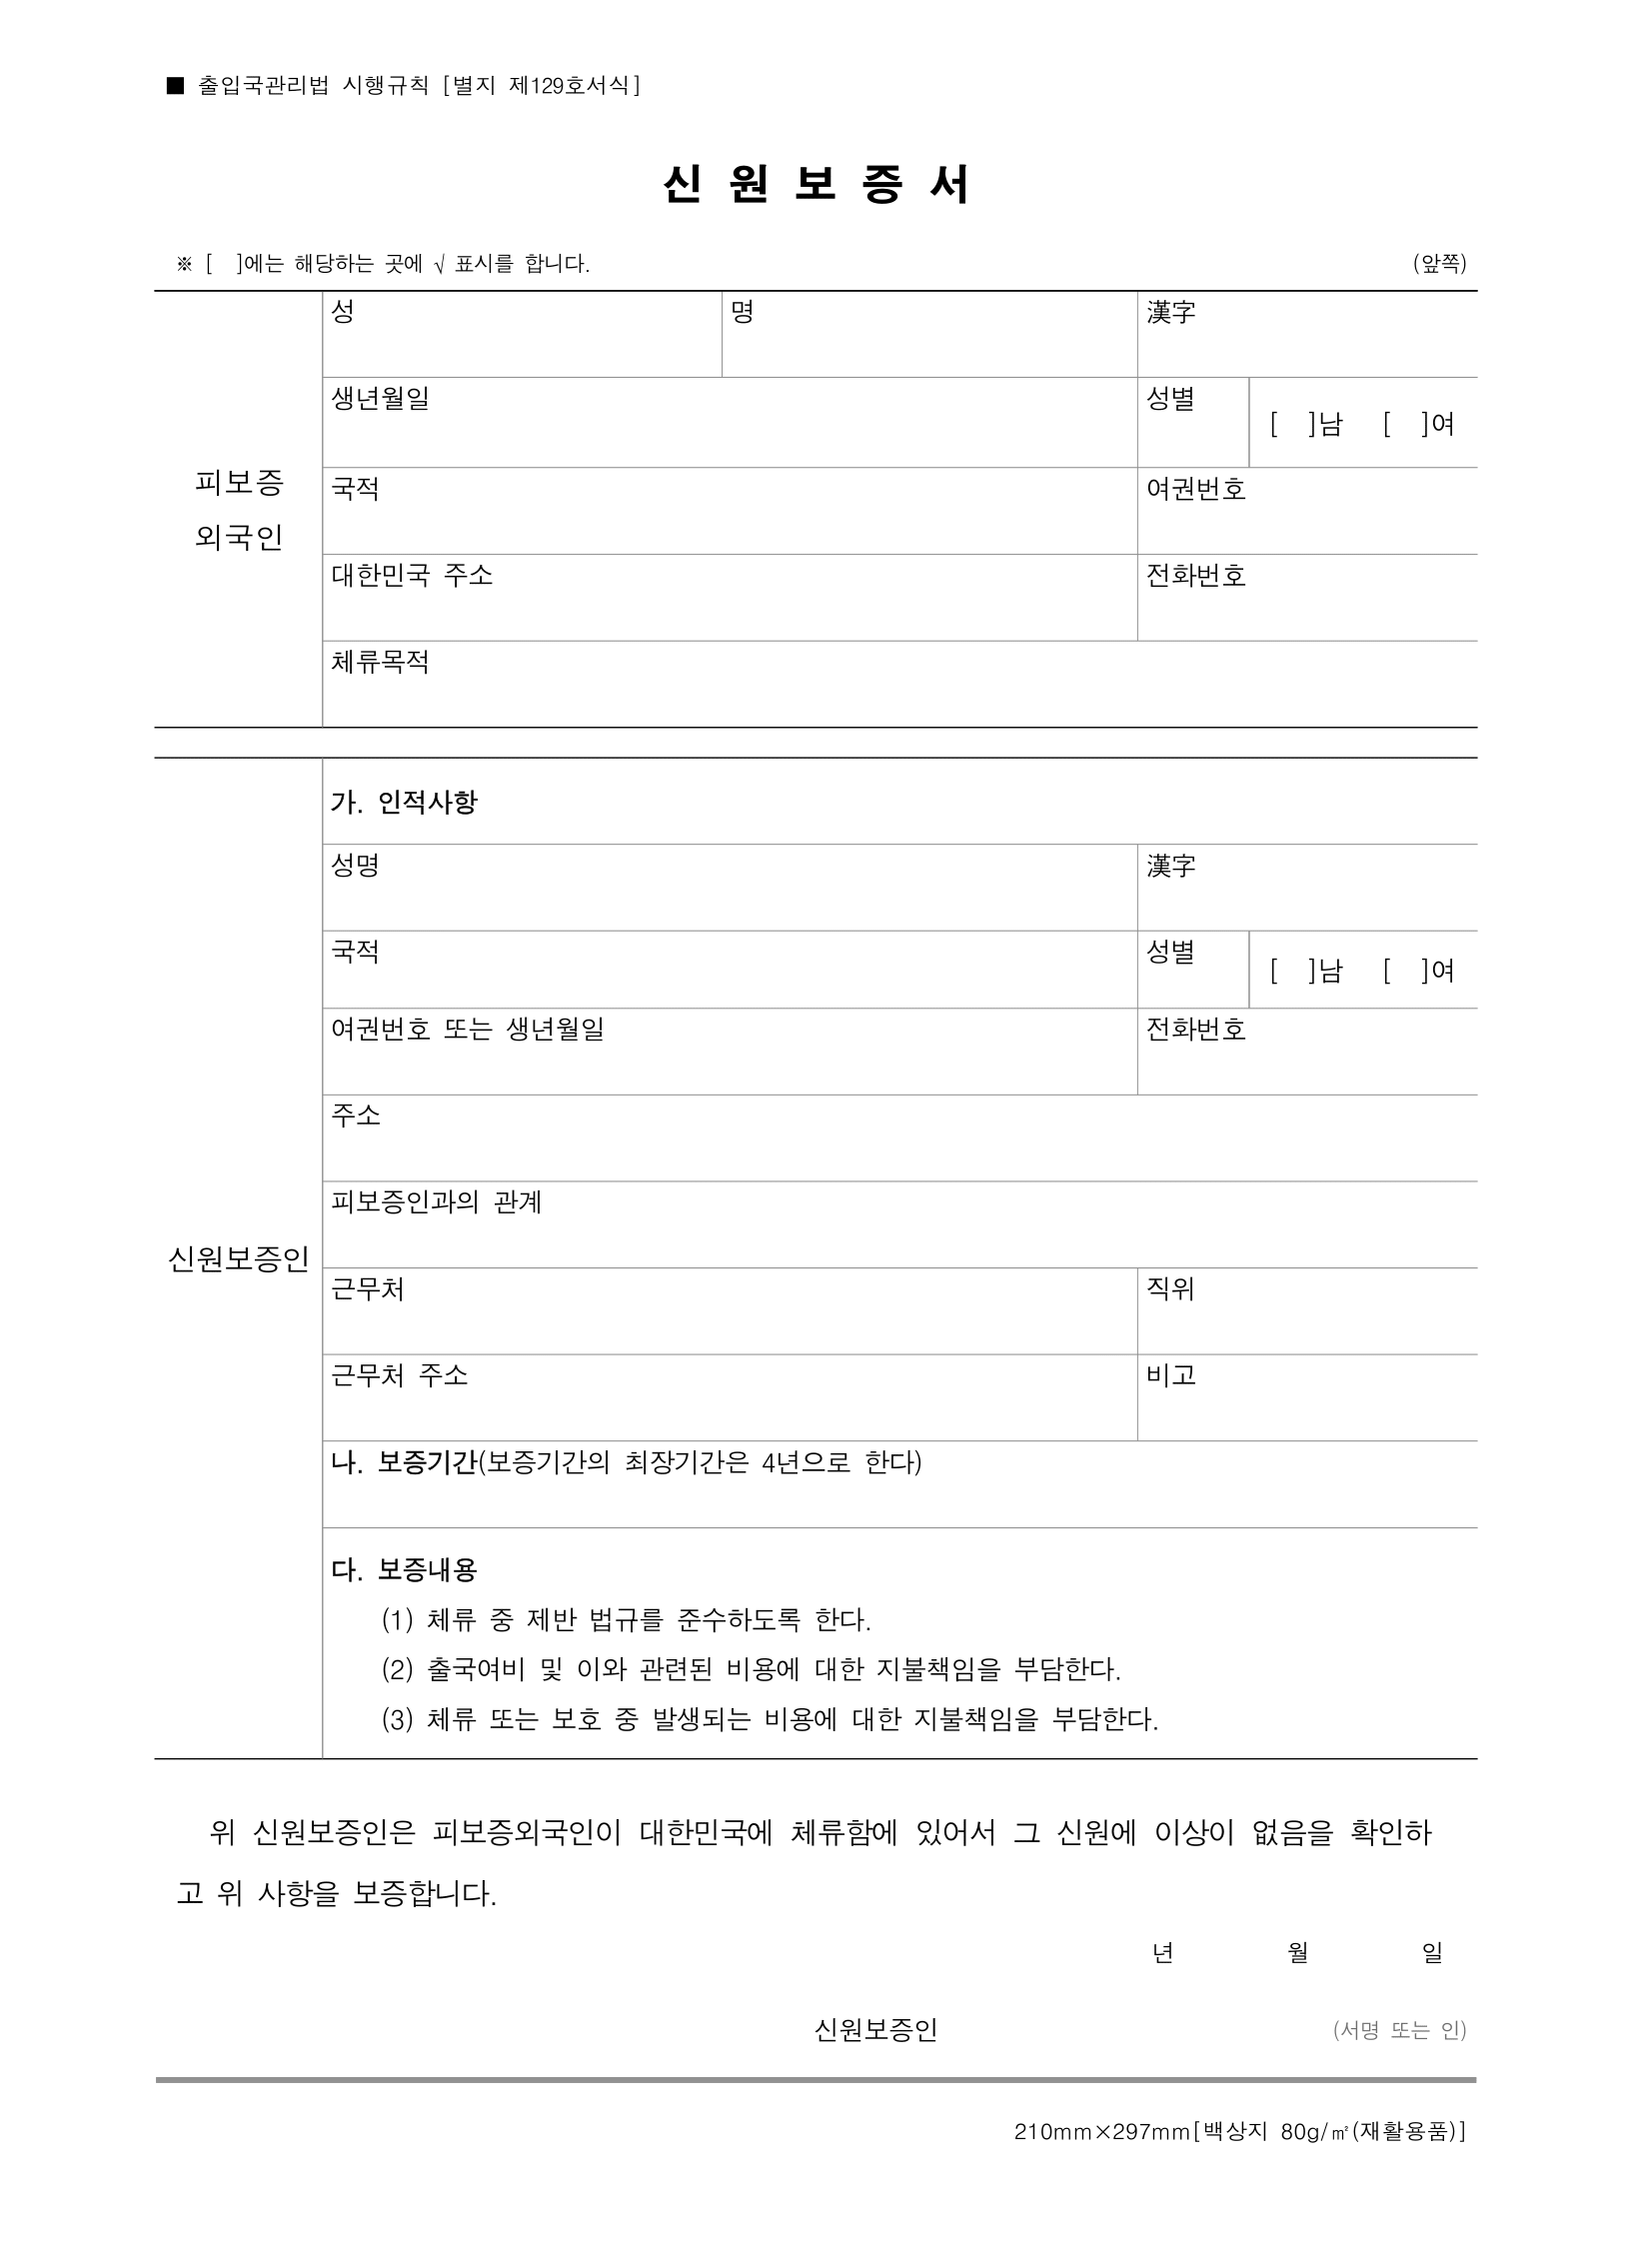 ■ 출입국관리법 시행규칙 [별지 제129호서식]
신 원 보 증 서
※ [  ]에는 해당하는 곳에 √ 표시를 합니다. (앞쪽)
피보증
외국인
성 명 漢字
생년월일 성별 [  ]남 [  ]여
국적 여권번호
대한민국 주소 전화번호
체류목적
신원보증인
가. 인적사항
성명 漢字
국적 성별 [  ]남 [  ]여
여권번호 또는 생년월일 전화번호
주소
피보증인과의 관계
근무처 직위
근무처 주소 비고
나. 보증기간(보증기간의 최장기간은 4년으로 한다)
다. 보증내용
(1) 체류 중 제반 법규를 준수하도록 한다.
(2) 출국여비 및 이와 관련된 비용에 대한 지불책임을 부담한다.
(3) 체류 또는 보호 중 발생되는 비용에 대한 지불책임을 부담한다.
위 신원보증인은 피보증외국인이 대한민국에 체류함에 있어서 그 신원에 이상이 없음을 확인하
고 위 사항을 보증합니다.
년 월 일
신원보증인 (서명 또는 인)
210mm×297mm[백상지 80g/㎡(재활용품)]